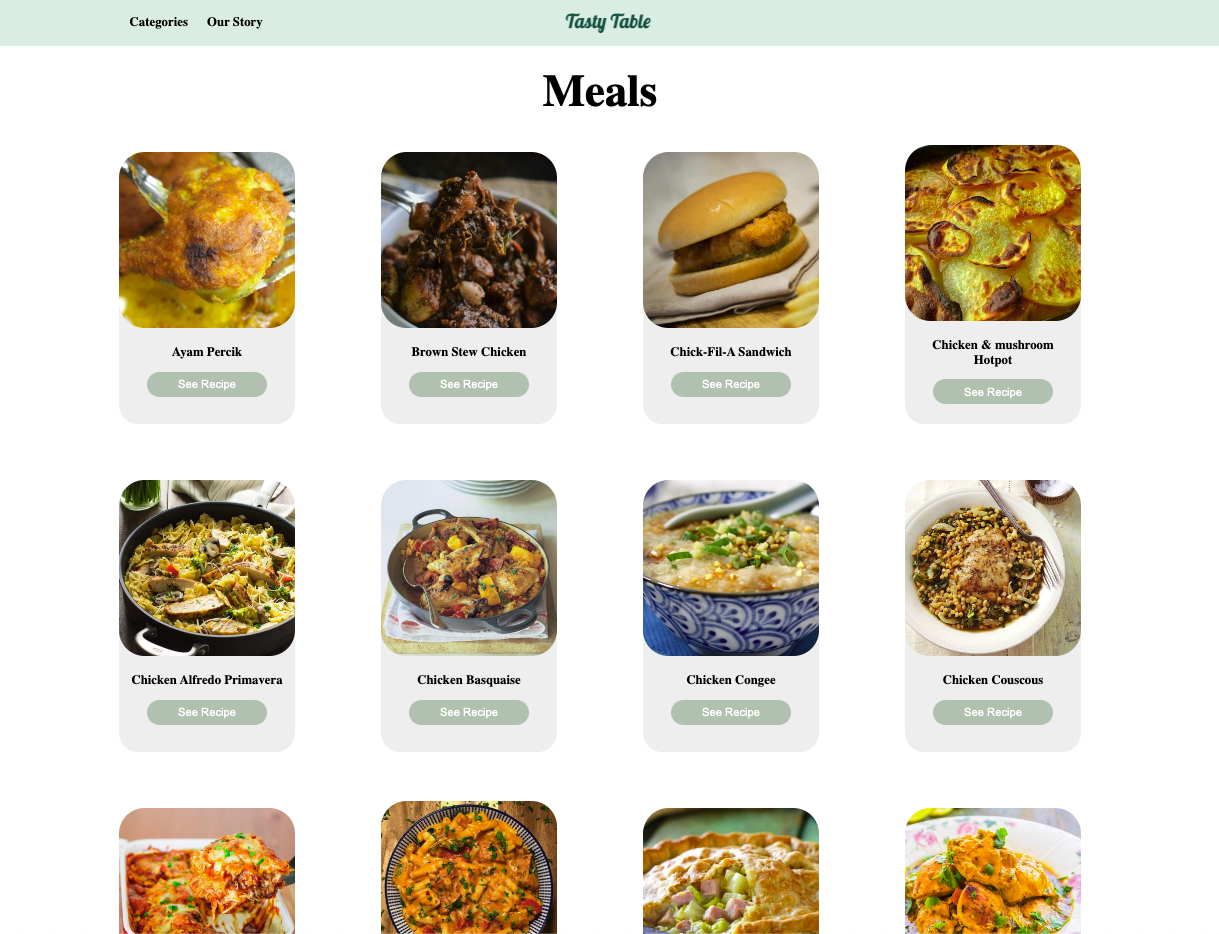 Categories
Our Story
Tasty Table
Meals
Ayam Percik
Brown Stew Chicken
Chick-Fil-A Sandwich
Chicken & mushroom
Hotpot
See Recipe
See Recipe
See Recipe
See Recipe
Chicken Alfredo Primavera
Chicken Basquaise
Chicken Congee
Chicken Couscous
See Recipe
See Recipe
See Recipe
See Recipe